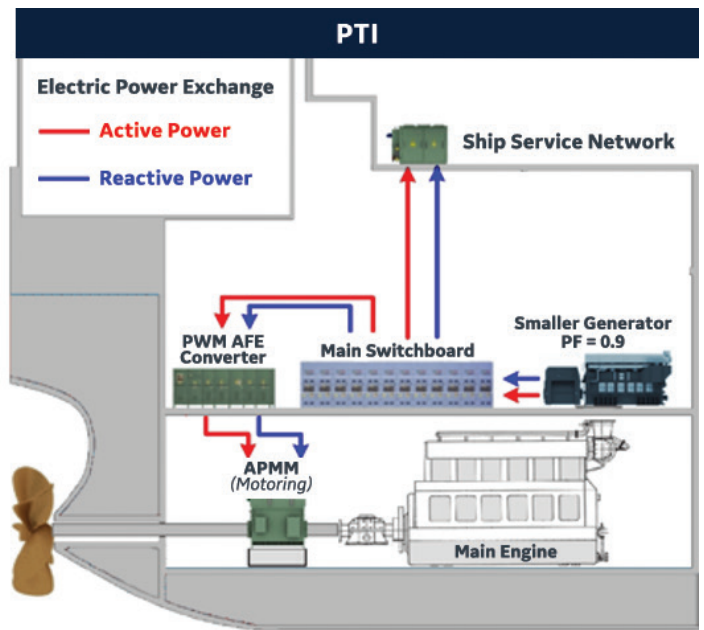 PTI
Electric Power Exchange
Active Power
Reactive Power
Ship Service Network
PWM AFE
Converter
Main Switchboard
Smaller Generator
PF = 0.9
APMM
(Motoring)
Main Engine